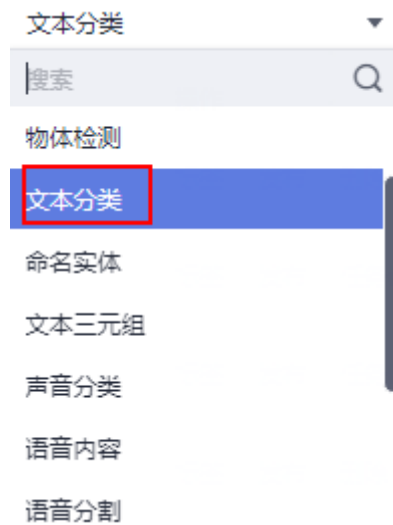 文本分类
搜索
物体检测
文本分类
命名实体
文本三元组
声音分类
语音内容
语音分割